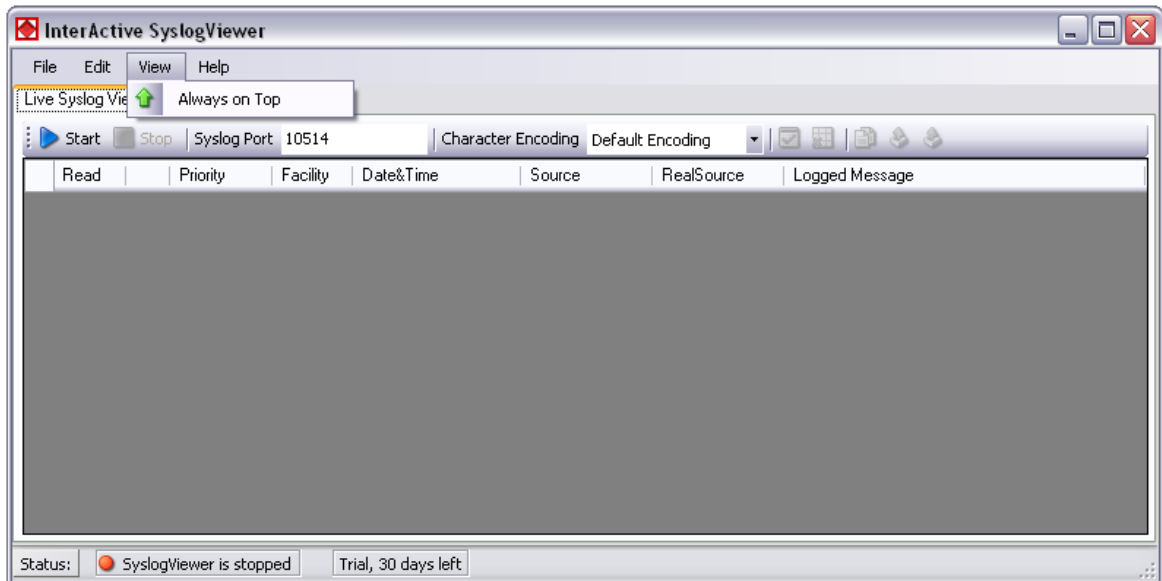 InterActive SyslogViewer
File Edit View Help
Always on Top
Live Syslog Vie
Start Stop Syslog Port 10514 Character Encoding Default Encoding
Read Priority Facility Date&Time Source RealSource Logged Message
Status: SyslogViewer is stopped Trial, 30 days left